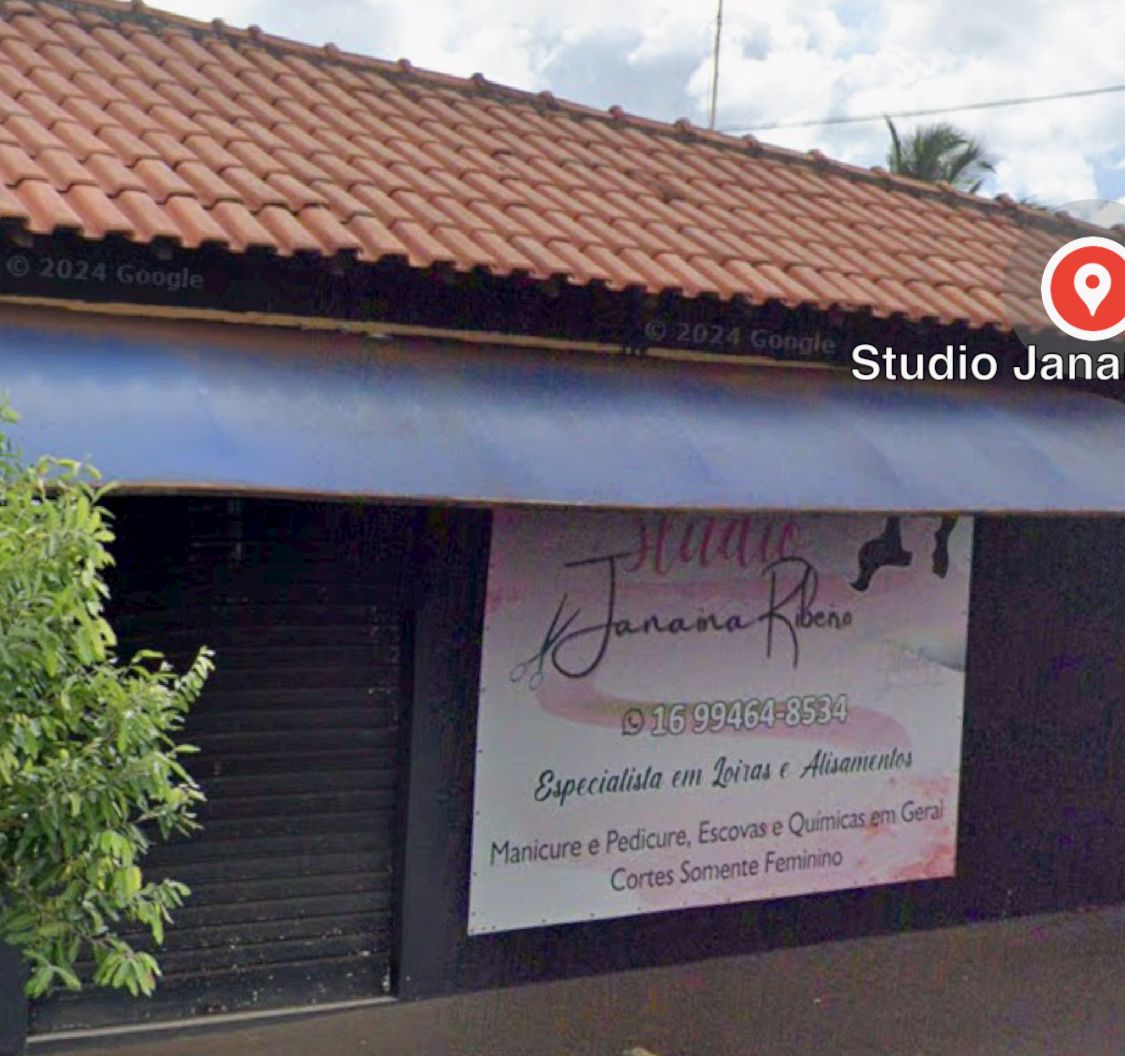 © 2024 Google
© 2024 Google
Studio Jana
Studio
Janaina Ribeiro
16 99464-8534
Especialista em Loiras e Alisamentos
Manicure e Pedicure, Escovas e Químicas em Geral
Cortes Somente Feminino